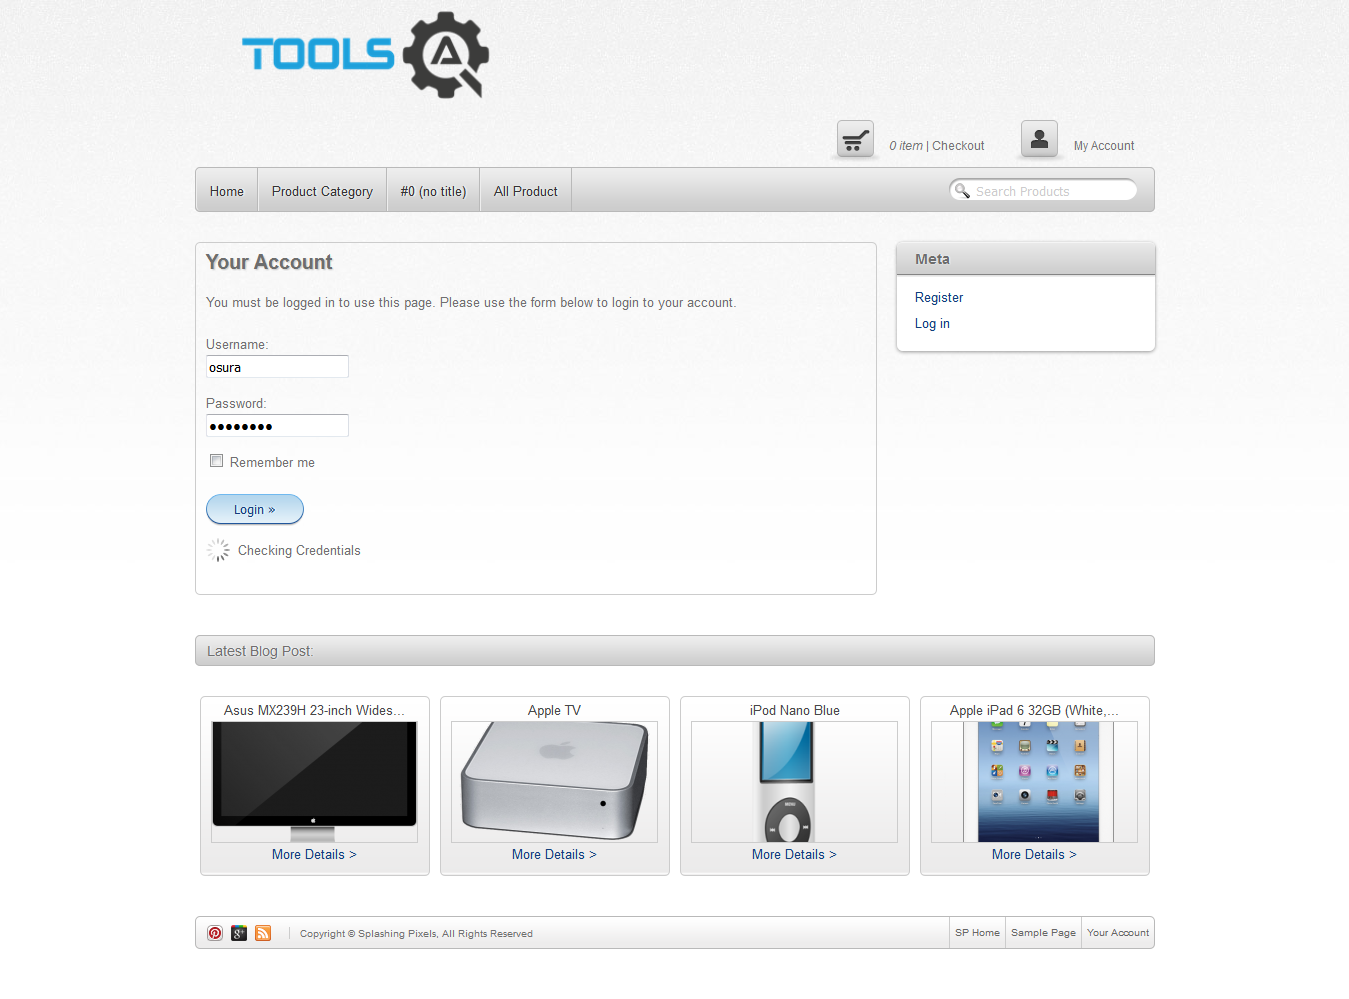 TOOLS QA
0 item | Checkout
My Account
Home
Product Category
#0 (no title)
All Product
Search Products
Your Account
You must be logged in to use this page. Please use the form below to login to your account.
Username:
osura
Password:
••••••••
Remember me
Login »
Checking Credentials
Meta
Register
Log in
Latest Blog Post:
Asus MX239H 23-inch Wides...
Apple TV
iPod Nano Blue
Apple iPad 6 32GB (White,...
MENU
More Details >
More Details >
More Details >
More Details >
Copyright © Splashing Pixels, All Rights Reserved
SP Home
Sample Page
Your Account